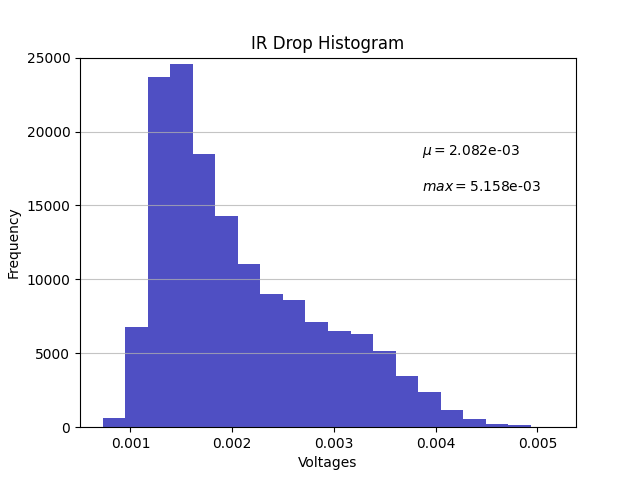 IR Drop Histogram
25000
20000
15000
10000
5000
0
Frequency
μ = 2.082e-03
max = 5.158e-03
0.001 0.002 0.003 0.004 0.005
Voltages